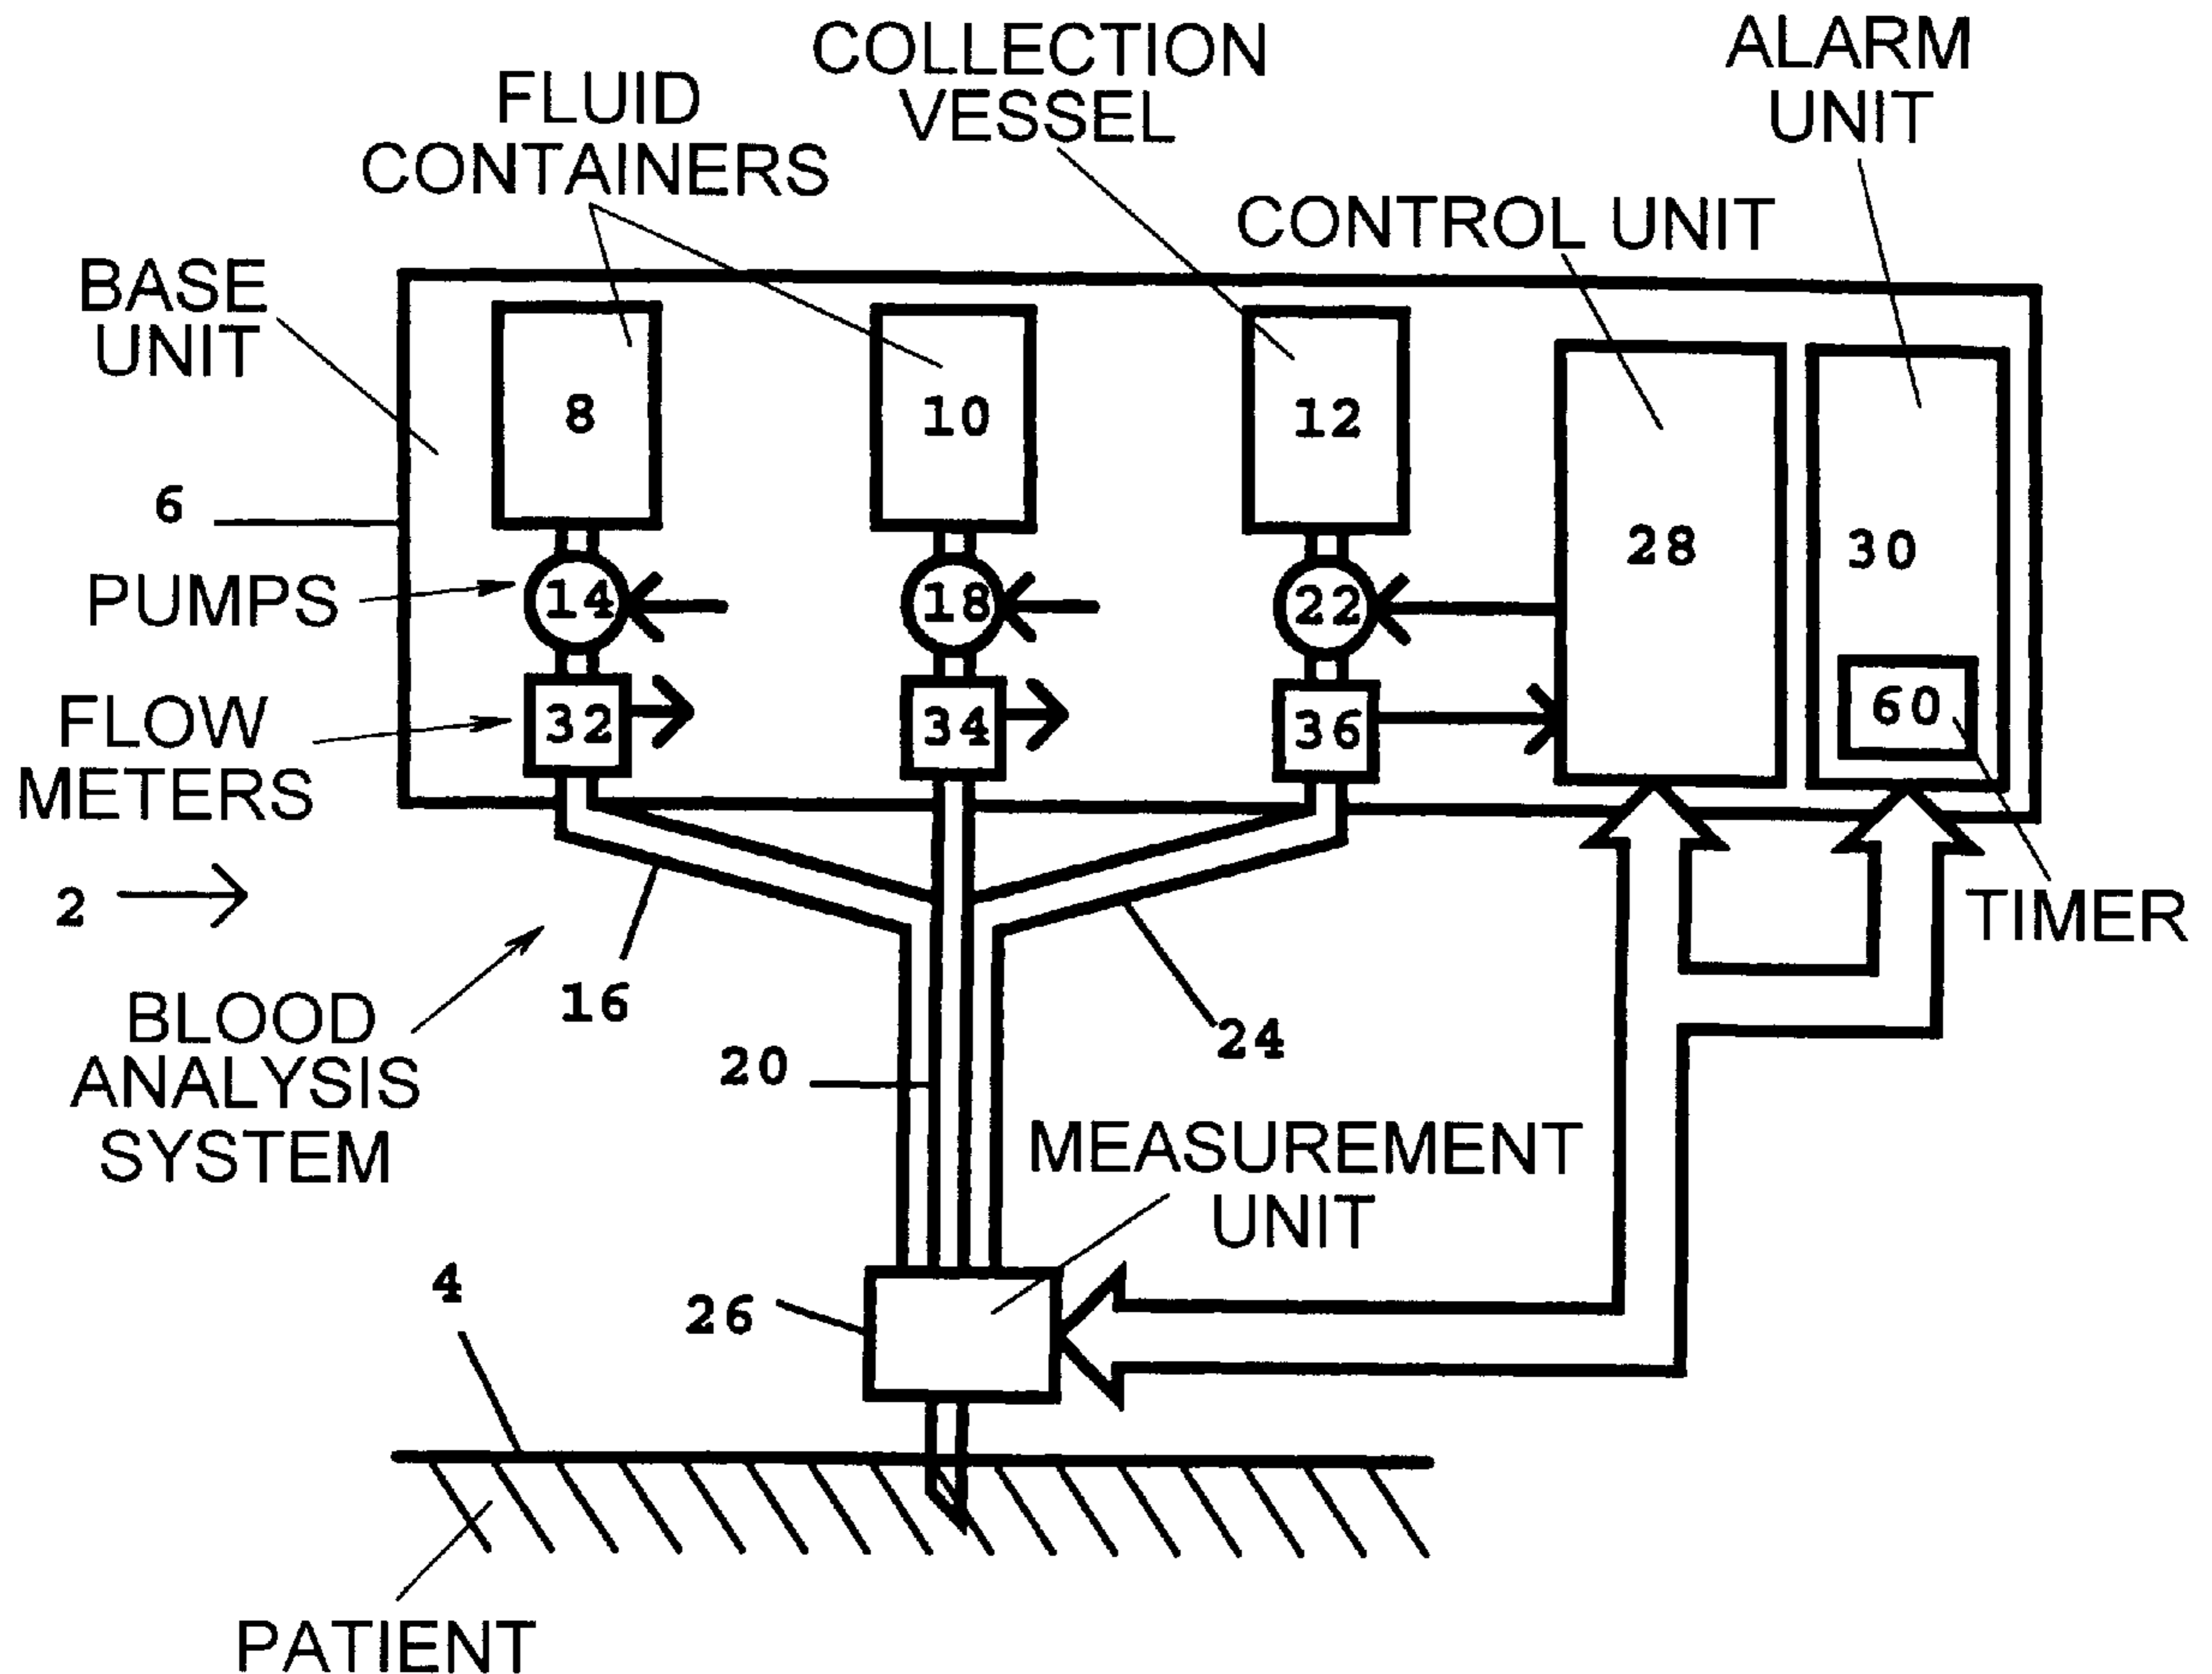 COLLECTION
VESSEL
ALARM
UNIT
FLUID
CONTAINERS
CONTROL UNIT
BASE
UNIT
8
10
12
6
28
30
PUMPS
14
18
22
FLOW
METERS
32
34
36
60
2
TIMER
16
24
BLOOD
ANALYSIS
SYSTEM
20
MEASUREMENT
UNIT
4
26
PATIENT